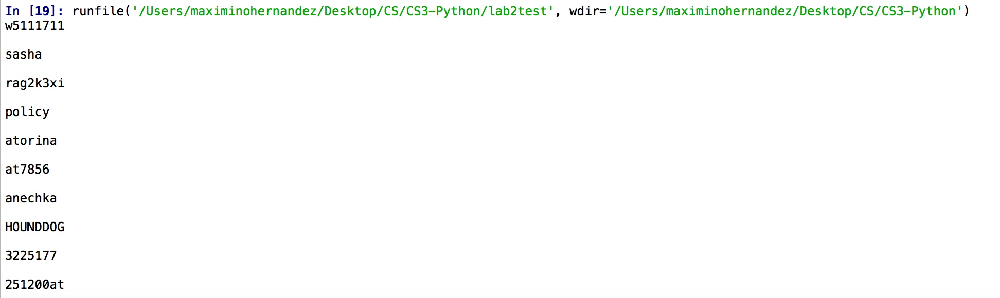 In [19]: runfile('/Users/maximinohernandez/Desktop/CS/CS3-Python/lab2test', wdir='/Users/maximinohernandez/Desktop/CS/CS3-Python')
w5111711
sasha
rag2k3xi
policy
atorina
at7856
anechka
HOUNDDOG
3225177
251200at